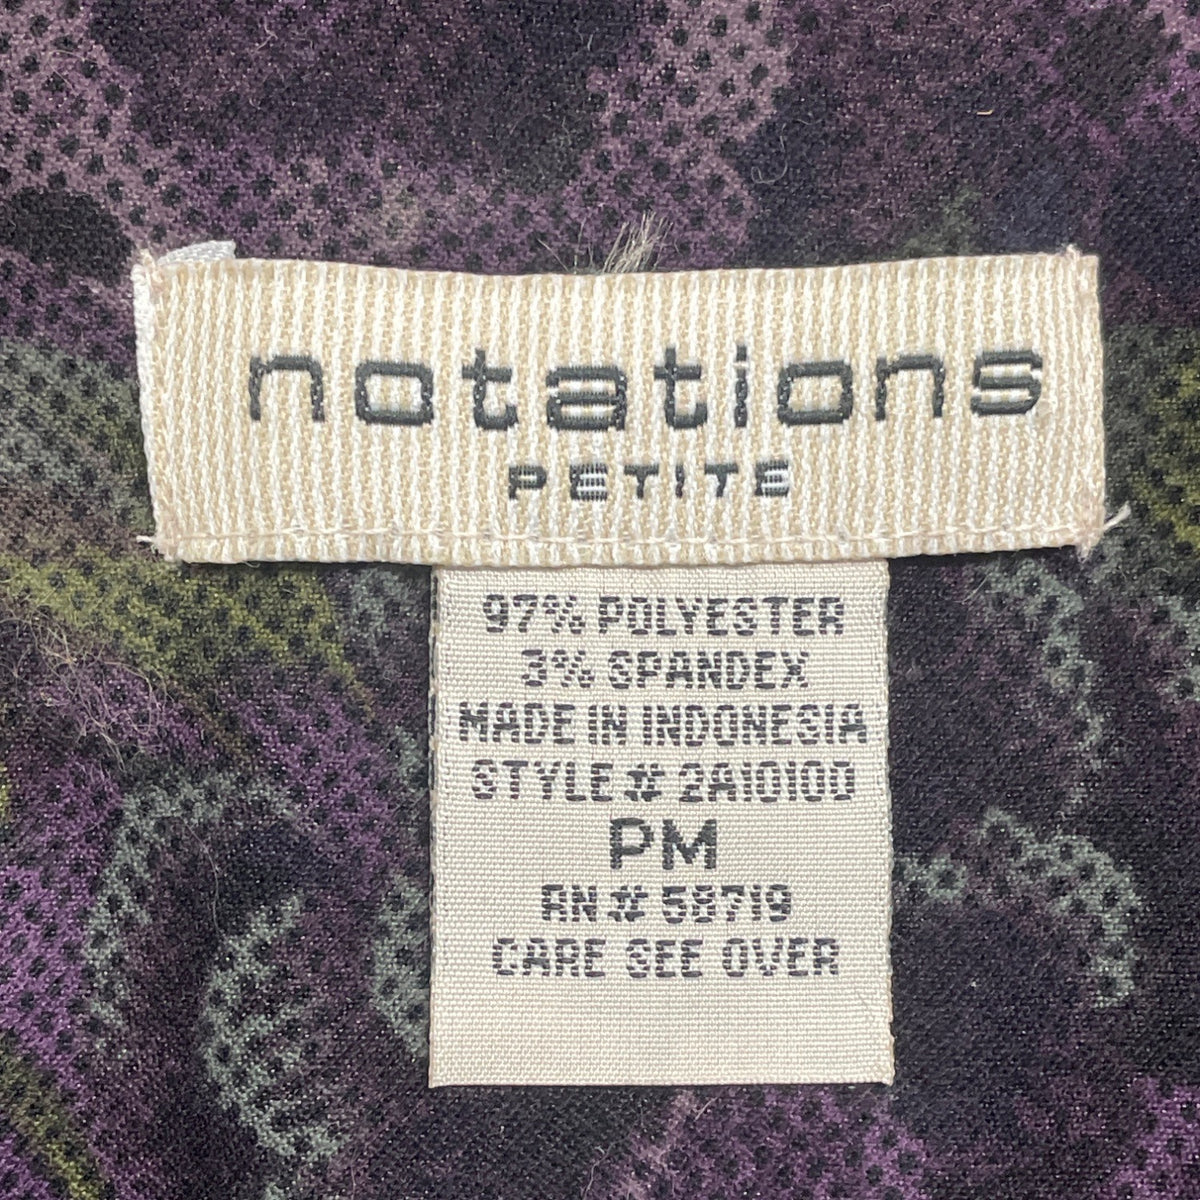 notations
PETITE
97% POLYESTER
3% SPANDEX
MADE IN INDONESIA
STYLE # 2A10100
PM
RN # 58719
CARE SEE OVER